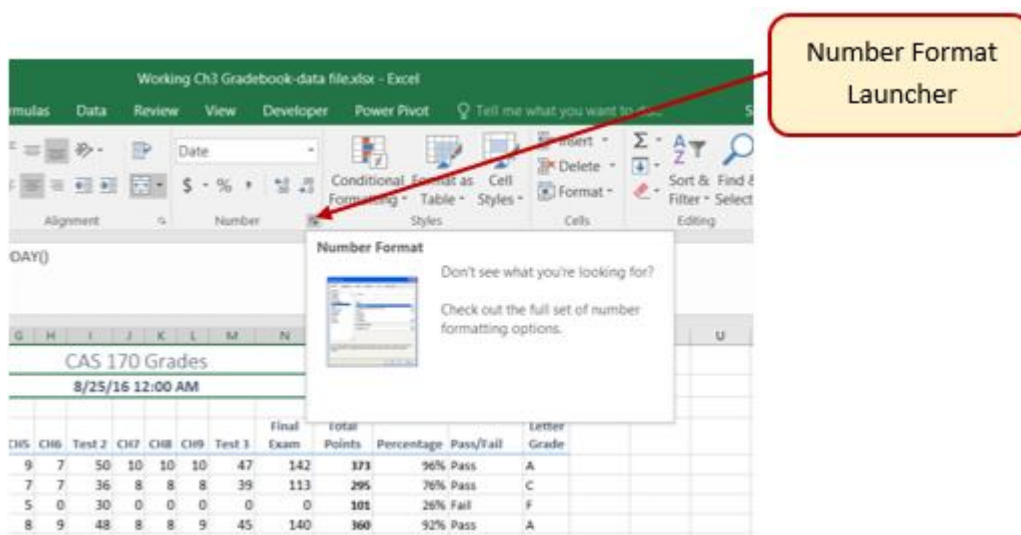 Number Format
Launcher
Working Ch3 Gradebook-data file.xlsx - Excel
rmulas Data Review View Developer Power Pivot Tell me what you want to do... S
Date
$ % ,
Conditional Formatting
Format as Table
Cell Styles
Insert
Delete
Format
Sort & Filter
Find & Select
Alignment Number Styles Cells Editing
DAY()
Number Format
Don't see what you're looking for?
Check out the full set of number
formatting options.
G H I J K L M N U
CAS 170 Grades
8/25/16 12:00 AM
CH5 CH6 Test 2 CH7 CH8 CH9 Test 3 Final Exam Total Points Percentage Pass/Fail Letter Grade
9 7 50 10 10 10 47 142 373 96% Pass A
7 7 36 8 8 8 39 113 295 76% Pass C
5 0 30 0 0 0 0 0 101 26% Fail F
8 9 48 8 8 9 45 140 360 92% Pass A